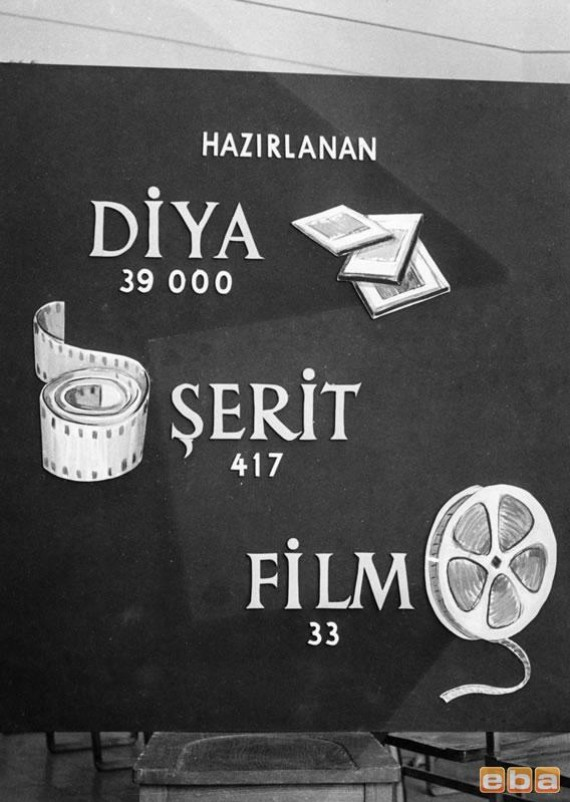 HAZIRLANAN
DİYA
39 000
ŞERİT
417
FİLM
33
eba